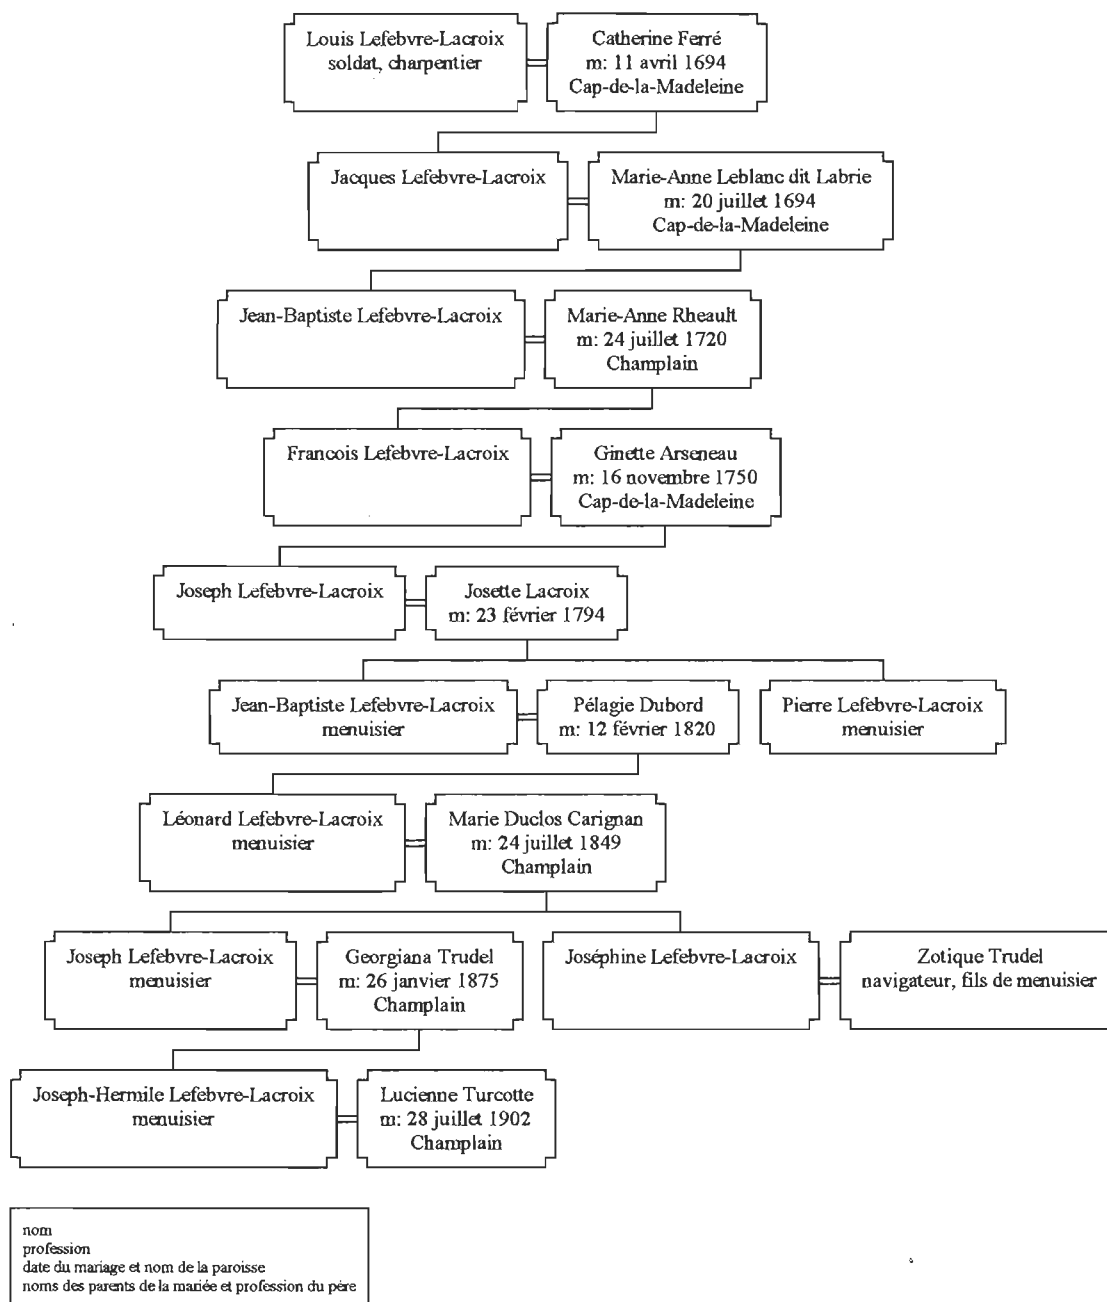 Louis Lefebvre-Lacroix
soldat, charpentier
Catherine Ferré
m: 11 avril 1694
Cap-de-la-Madeleine
Jacques Lefebvre-Lacroix
Marie-Anne Leblanc dit Labrie
m: 20 juillet 1694
Cap-de-la-Madeleine
Jean-Baptiste Lefebvre-Lacroix
Marie-Anne Rheault
m: 24 juillet 1720
Champlain
Francois Lefebvre-Lacroix
Ginette Arseneau
m: 16 novembre 1750
Cap-de-la-Madeleine
Joseph Lefebvre-Lacroix
Josette Lacroix
m: 23 février 1794
Jean-Baptiste Lefebvre-Lacroix
menuisier
Pélagie Dubord
m: 12 février 1820
Pierre Lefebvre-Lacroix
menuisier
Léonard Lefebvre-Lacroix
menuisier
Marie Duclos Carignan
m: 24 juillet 1849
Champlain
Joseph Lefebvre-Lacroix
menuisier
Georgiana Trudel
m: 26 janvier 1875
Champlain
Joséphine Lefebvre-Lacroix
Zotique Trudel
navigateur, fils de menuisier
Joseph-Hermile Lefebvre-Lacroix
menuisier
Lucienne Turcotte
m: 28 juillet 1902
Champlain
nom
profession
date du mariage et nom de la paroisse
noms des parents de la mariée et profession du père